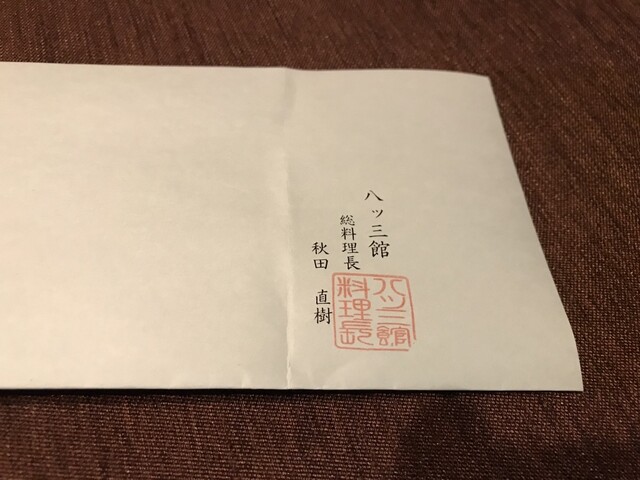 八ッ三館
総料理長
秋田 直樹
八ッ三館
料理長